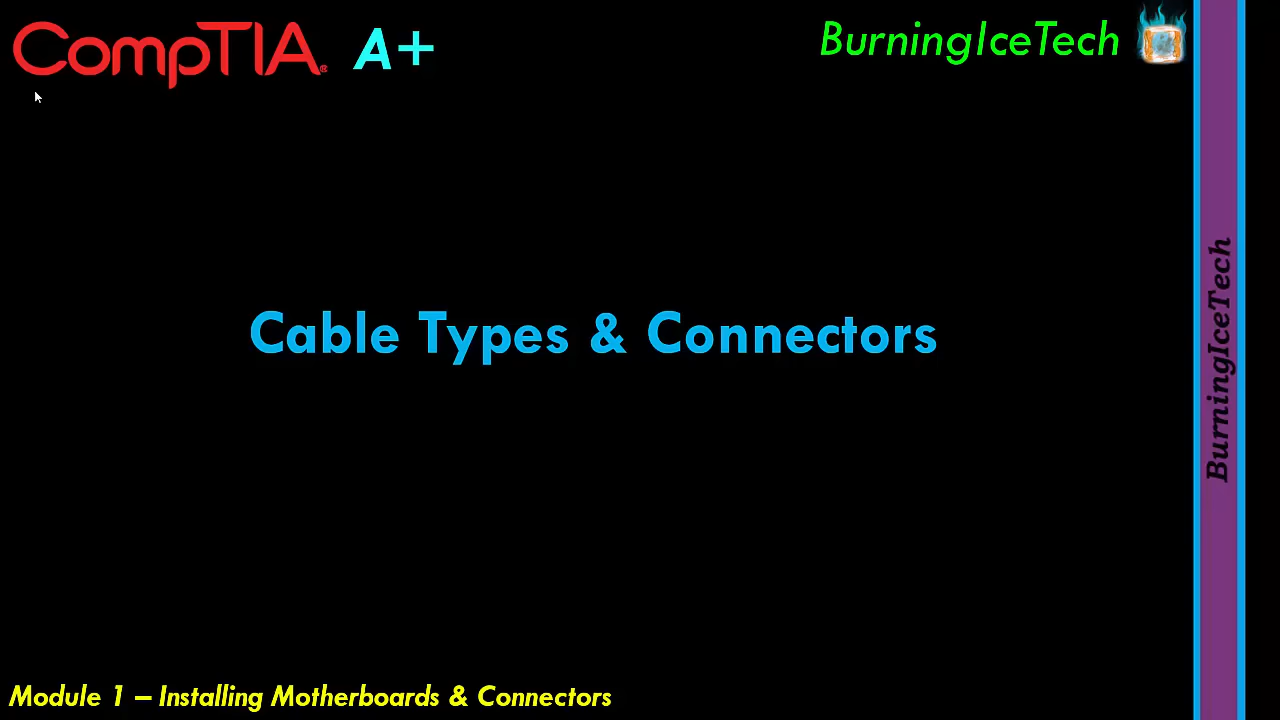 CompTIA® A+
BurningIceTech
Cable Types & Connectors
BurningIceTech
Module 1 – Installing Motherboards & Connectors